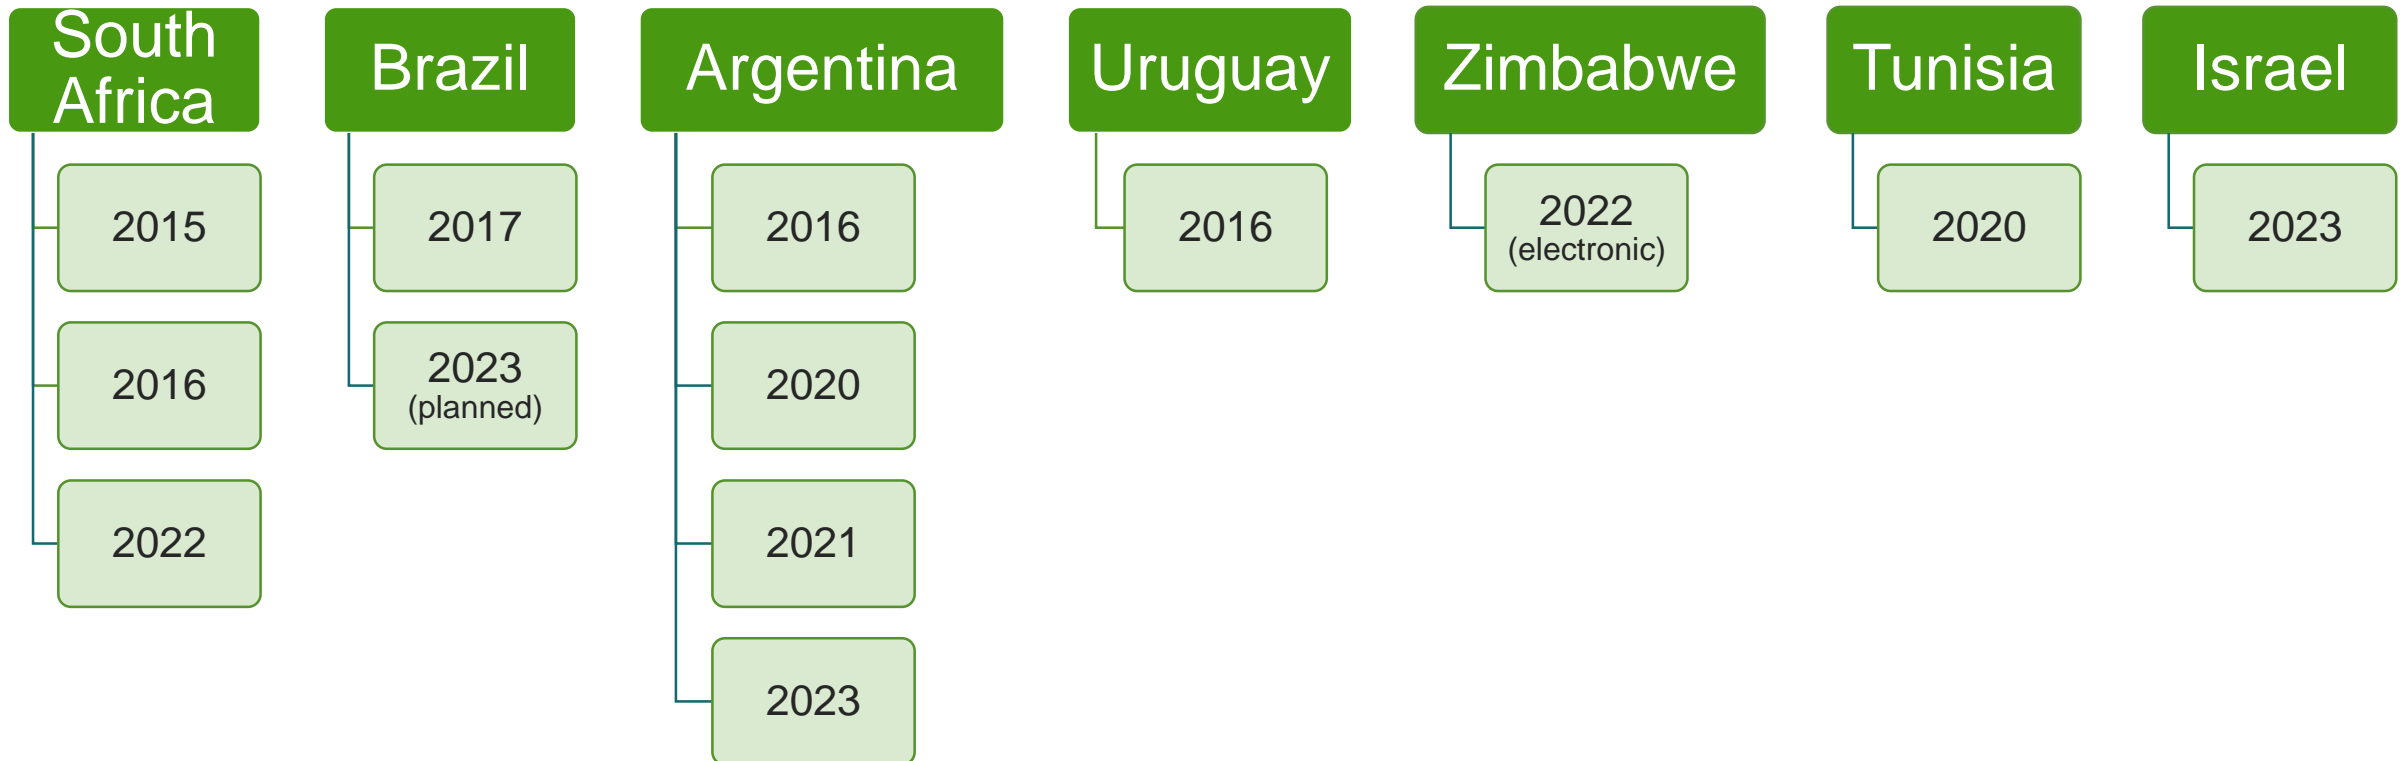 South
Africa
2015
2016
2022
Brazil
2017
2023
(planned)
Argentina
2016
2020
2021
2023
Uruguay
2016
Zimbabwe
2022
(electronic)
Tunisia
2020
Israel
2023